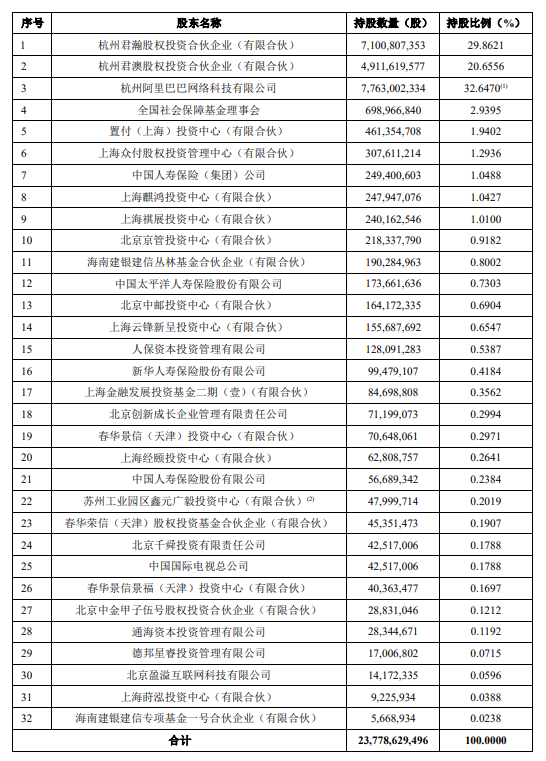 序号 股东名称 持股数量（股） 持股比例（%）
1 杭州君瀚股权投资合伙企业（有限合伙） 7,100,807,353 29.8621
2 杭州君澳股权投资合伙企业（有限合伙） 4,911,619,577 20.6556
3 杭州阿里巴巴网络科技有限公司 7,763,002,334 32.6470(1)
4 全国社会保障基金理事会 698,966,840 2.9395
5 置付（上海）投资中心（有限合伙） 461,354,708 1.9402
6 上海众付股权投资管理中心（有限合伙） 307,611,214 1.2936
7 中国人寿保险（集团）公司 249,400,603 1.0488
8 上海麒鸿投资中心（有限合伙） 247,947,076 1.0427
9 上海祺展投资中心（有限合伙） 240,162,546 1.0100
10 北京京管投资中心（有限合伙） 218,337,790 0.9182
11 海南建银建信丛林基金合伙企业（有限合伙） 190,284,963 0.8002
12 中国太平洋人寿保险股份有限公司 173,661,636 0.7303
13 北京中邮投资中心（有限合伙） 164,172,335 0.6904
14 上海云锋新呈投资中心（有限合伙） 155,687,692 0.6547
15 人保资本投资管理有限公司 128,091,283 0.5387
16 新华人寿保险股份有限公司 99,479,107 0.4184
17 上海金融发展投资基金二期（壹）（有限合伙） 84,698,808 0.3562
18 北京创新成长企业管理有限责任公司 71,199,073 0.2994
19 春华景信（天津）投资中心（有限合伙） 70,648,061 0.2971
20 上海经颐投资中心（有限合伙） 62,808,757 0.2641
21 中国人寿保险股份有限公司 56,689,342 0.2384
22 苏州工业园区鑫元广毅投资中心（有限合伙）(2) 47,999,714 0.2019
23 春华荣信（天津）股权投资基金合伙企业（有限合伙） 45,351,473 0.1907
24 北京千舜投资有限责任公司 42,517,006 0.1788
25 中国国际电视总公司 42,517,006 0.1788
26 春华景信景福（天津）投资中心（有限合伙） 40,363,477 0.1697
27 北京中金甲子伍号股权投资合伙企业（有限合伙） 28,831,046 0.1212
28 通海资本投资管理有限公司 28,344,671 0.1192
29 德邦星睿投资管理有限公司 17,006,802 0.0715
30 北京盈溢互联网科技有限公司 14,172,335 0.0596
31 上海莳泓投资中心（有限合伙） 9,225,934 0.0388
32 海南建银建信专项基金一号合伙企业（有限合伙） 5,668,934 0.0238
合计 23,778,629,496 100.0000